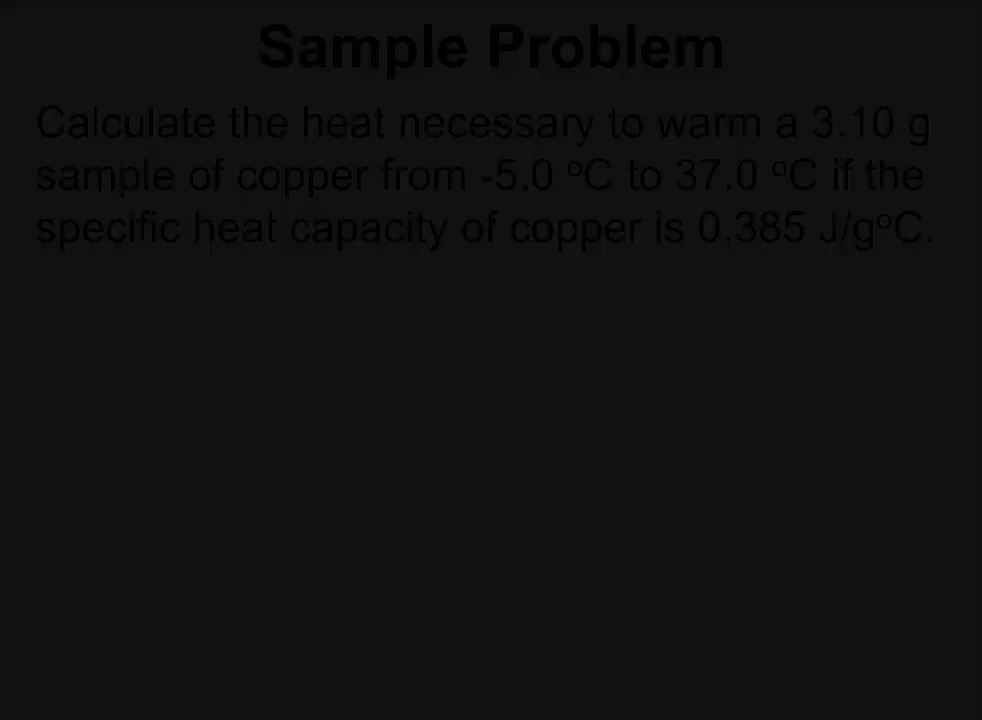 Sample Problem
Calculate the heat necessary to warm a 3.10 g
sample of copper from -5.0 ºC to 37.0 ºC if the
specific heat capacity of copper is 0.385 J/gºC.